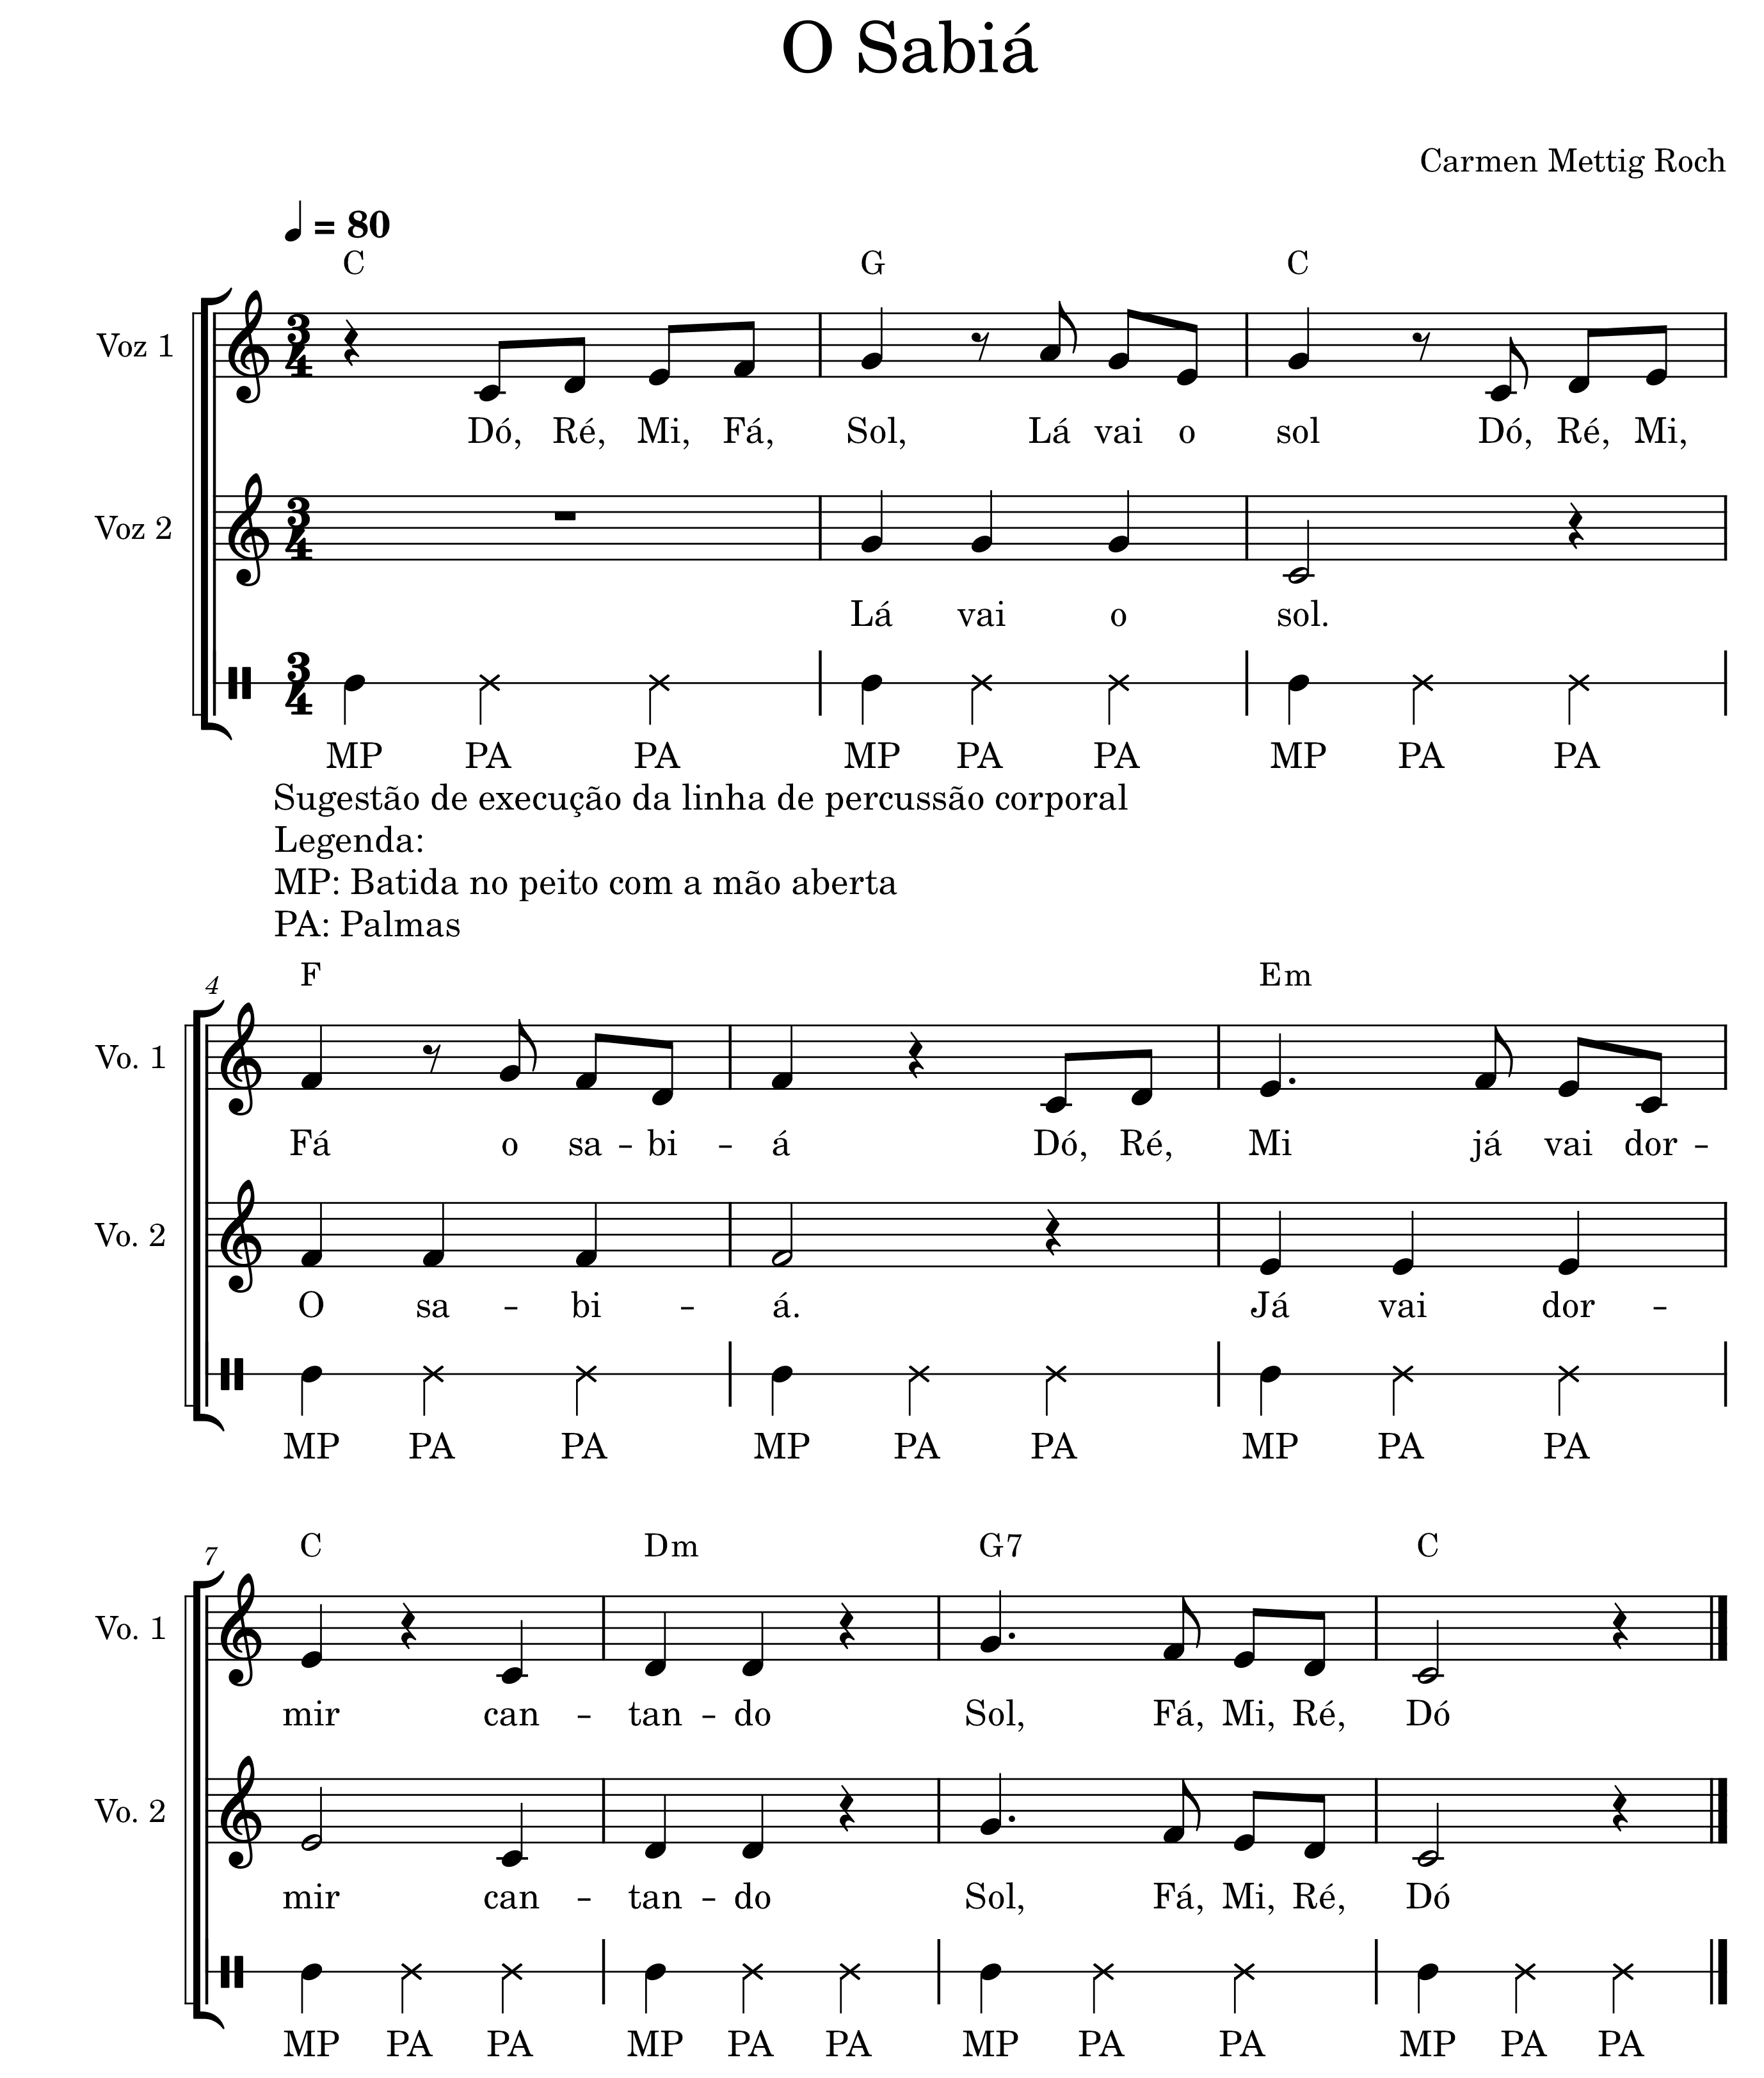 O Sabiá
Carmen Mettig Roch
♩ = 80
C G C
Voz 1
3/4
Dó, Ré, Mi, Fá, Sol, Lá vai o sol Dó, Ré, Mi,
Voz 2
3/4
Lá vai o sol.
3/4
MP PA PA MP PA PA MP PA PA
Sugestão de execução da linha de percussão corporal
Legenda:
MP: Batida no peito com a mão aberta
PA: Palmas
4 F Em
Vo. 1
Fá o sa - bi - á Dó, Ré, Mi já vai dor -
Vo. 2
O sa - bi - á. Já vai dor -
MP PA PA MP PA PA MP PA PA
7 C Dm G7 C
Vo. 1
mir can - tan - do Sol, Fá, Mi, Ré, Dó
Vo. 2
mir can - tan - do Sol, Fá, Mi, Ré, Dó
MP PA PA MP PA PA MP PA PA MP PA PA